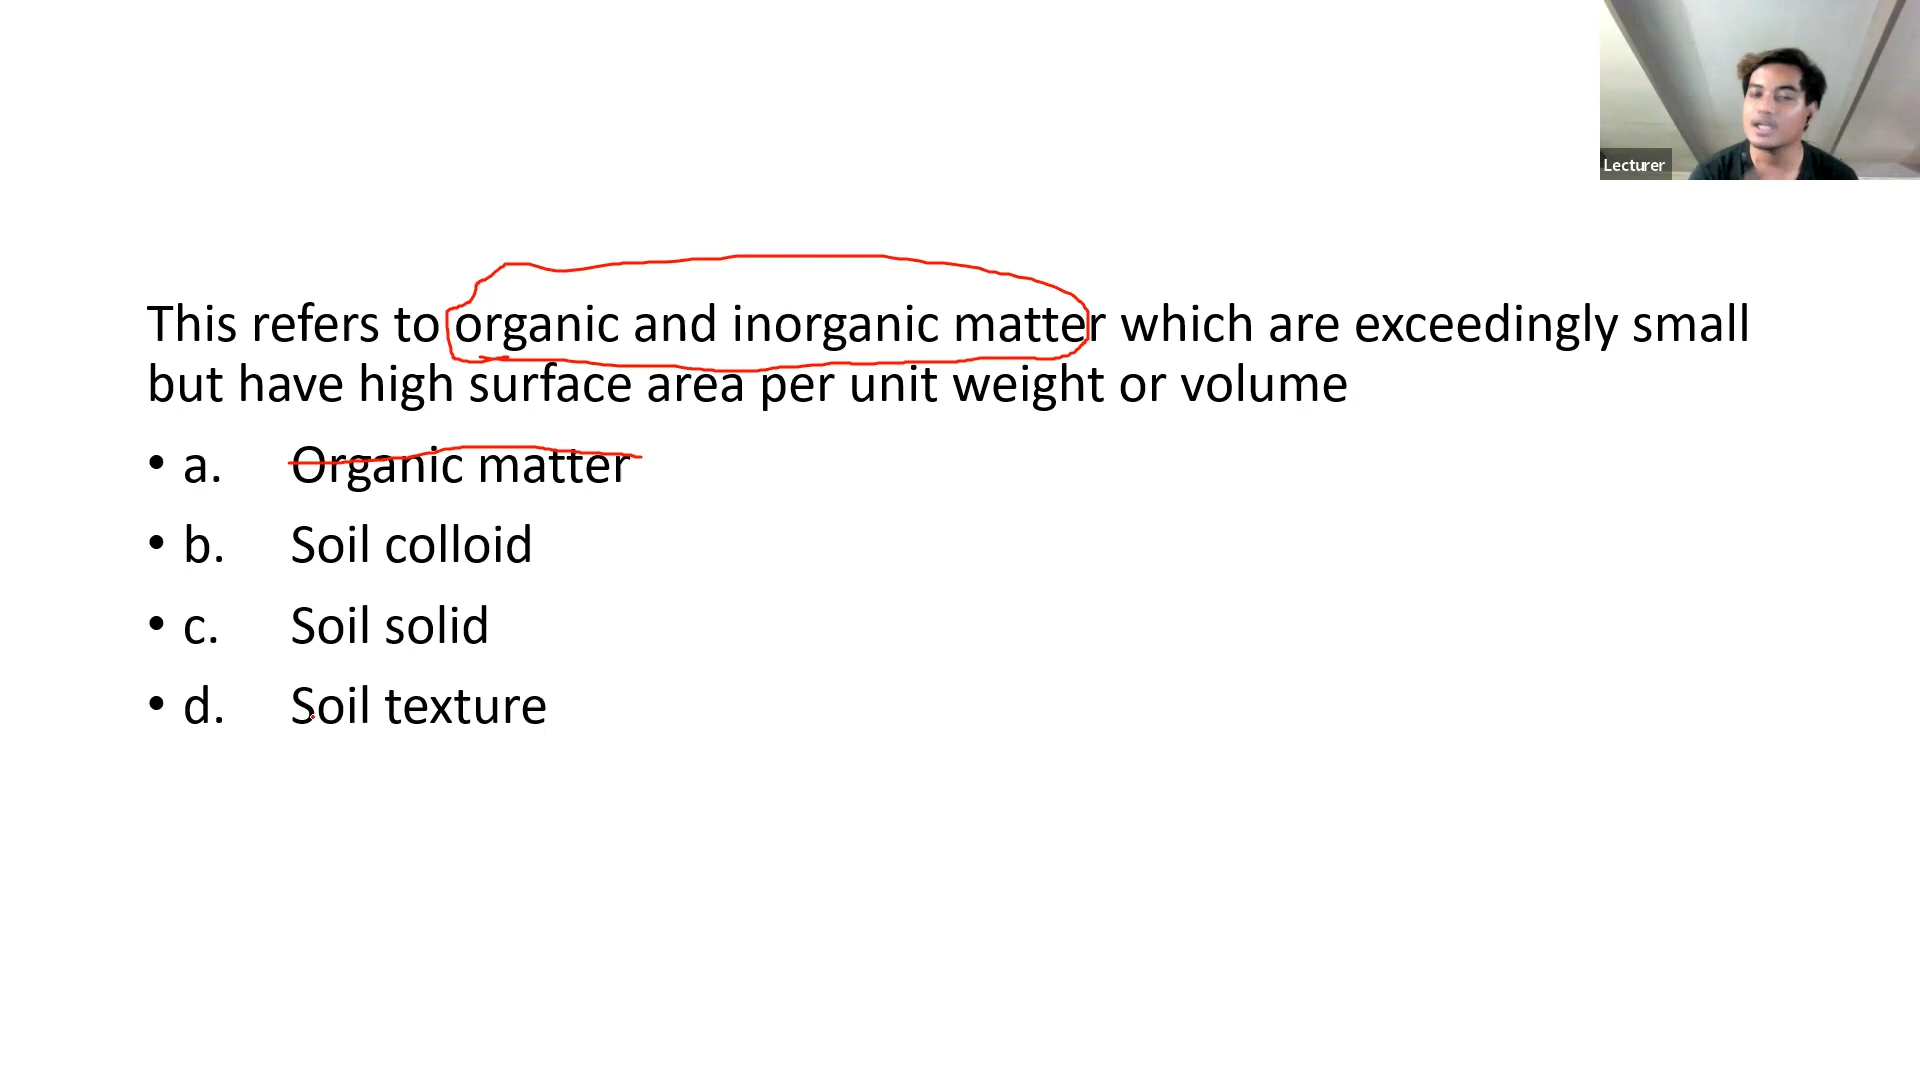 Lecturer
This refers to organic and inorganic matter which are exceedingly small
but have high surface area per unit weight or volume
• a. Organic matter
• b. Soil colloid
• c. Soil solid
• d. Soil texture